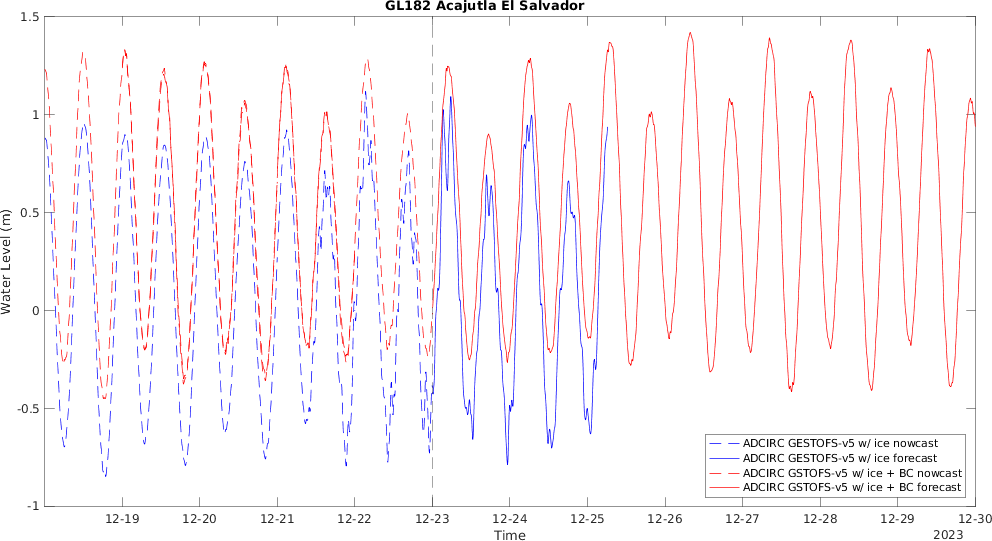 GL182 Acajutla El Salvador
1.5
1
0.5
0
-0.5
-1
Water Level (m)
12-19 12-20 12-21 12-22 12-23 12-24 12-25 12-26 12-27 12-28 12-29 12-30
Time
2023
ADCIRC GESTOFS-v5 w/ ice nowcast
ADCIRC GESTOFS-v5 w/ ice forecast
ADCIRC GSTOFS-v5 w/ ice + BC nowcast
ADCIRC GSTOFS-v5 w/ ice + BC forecast